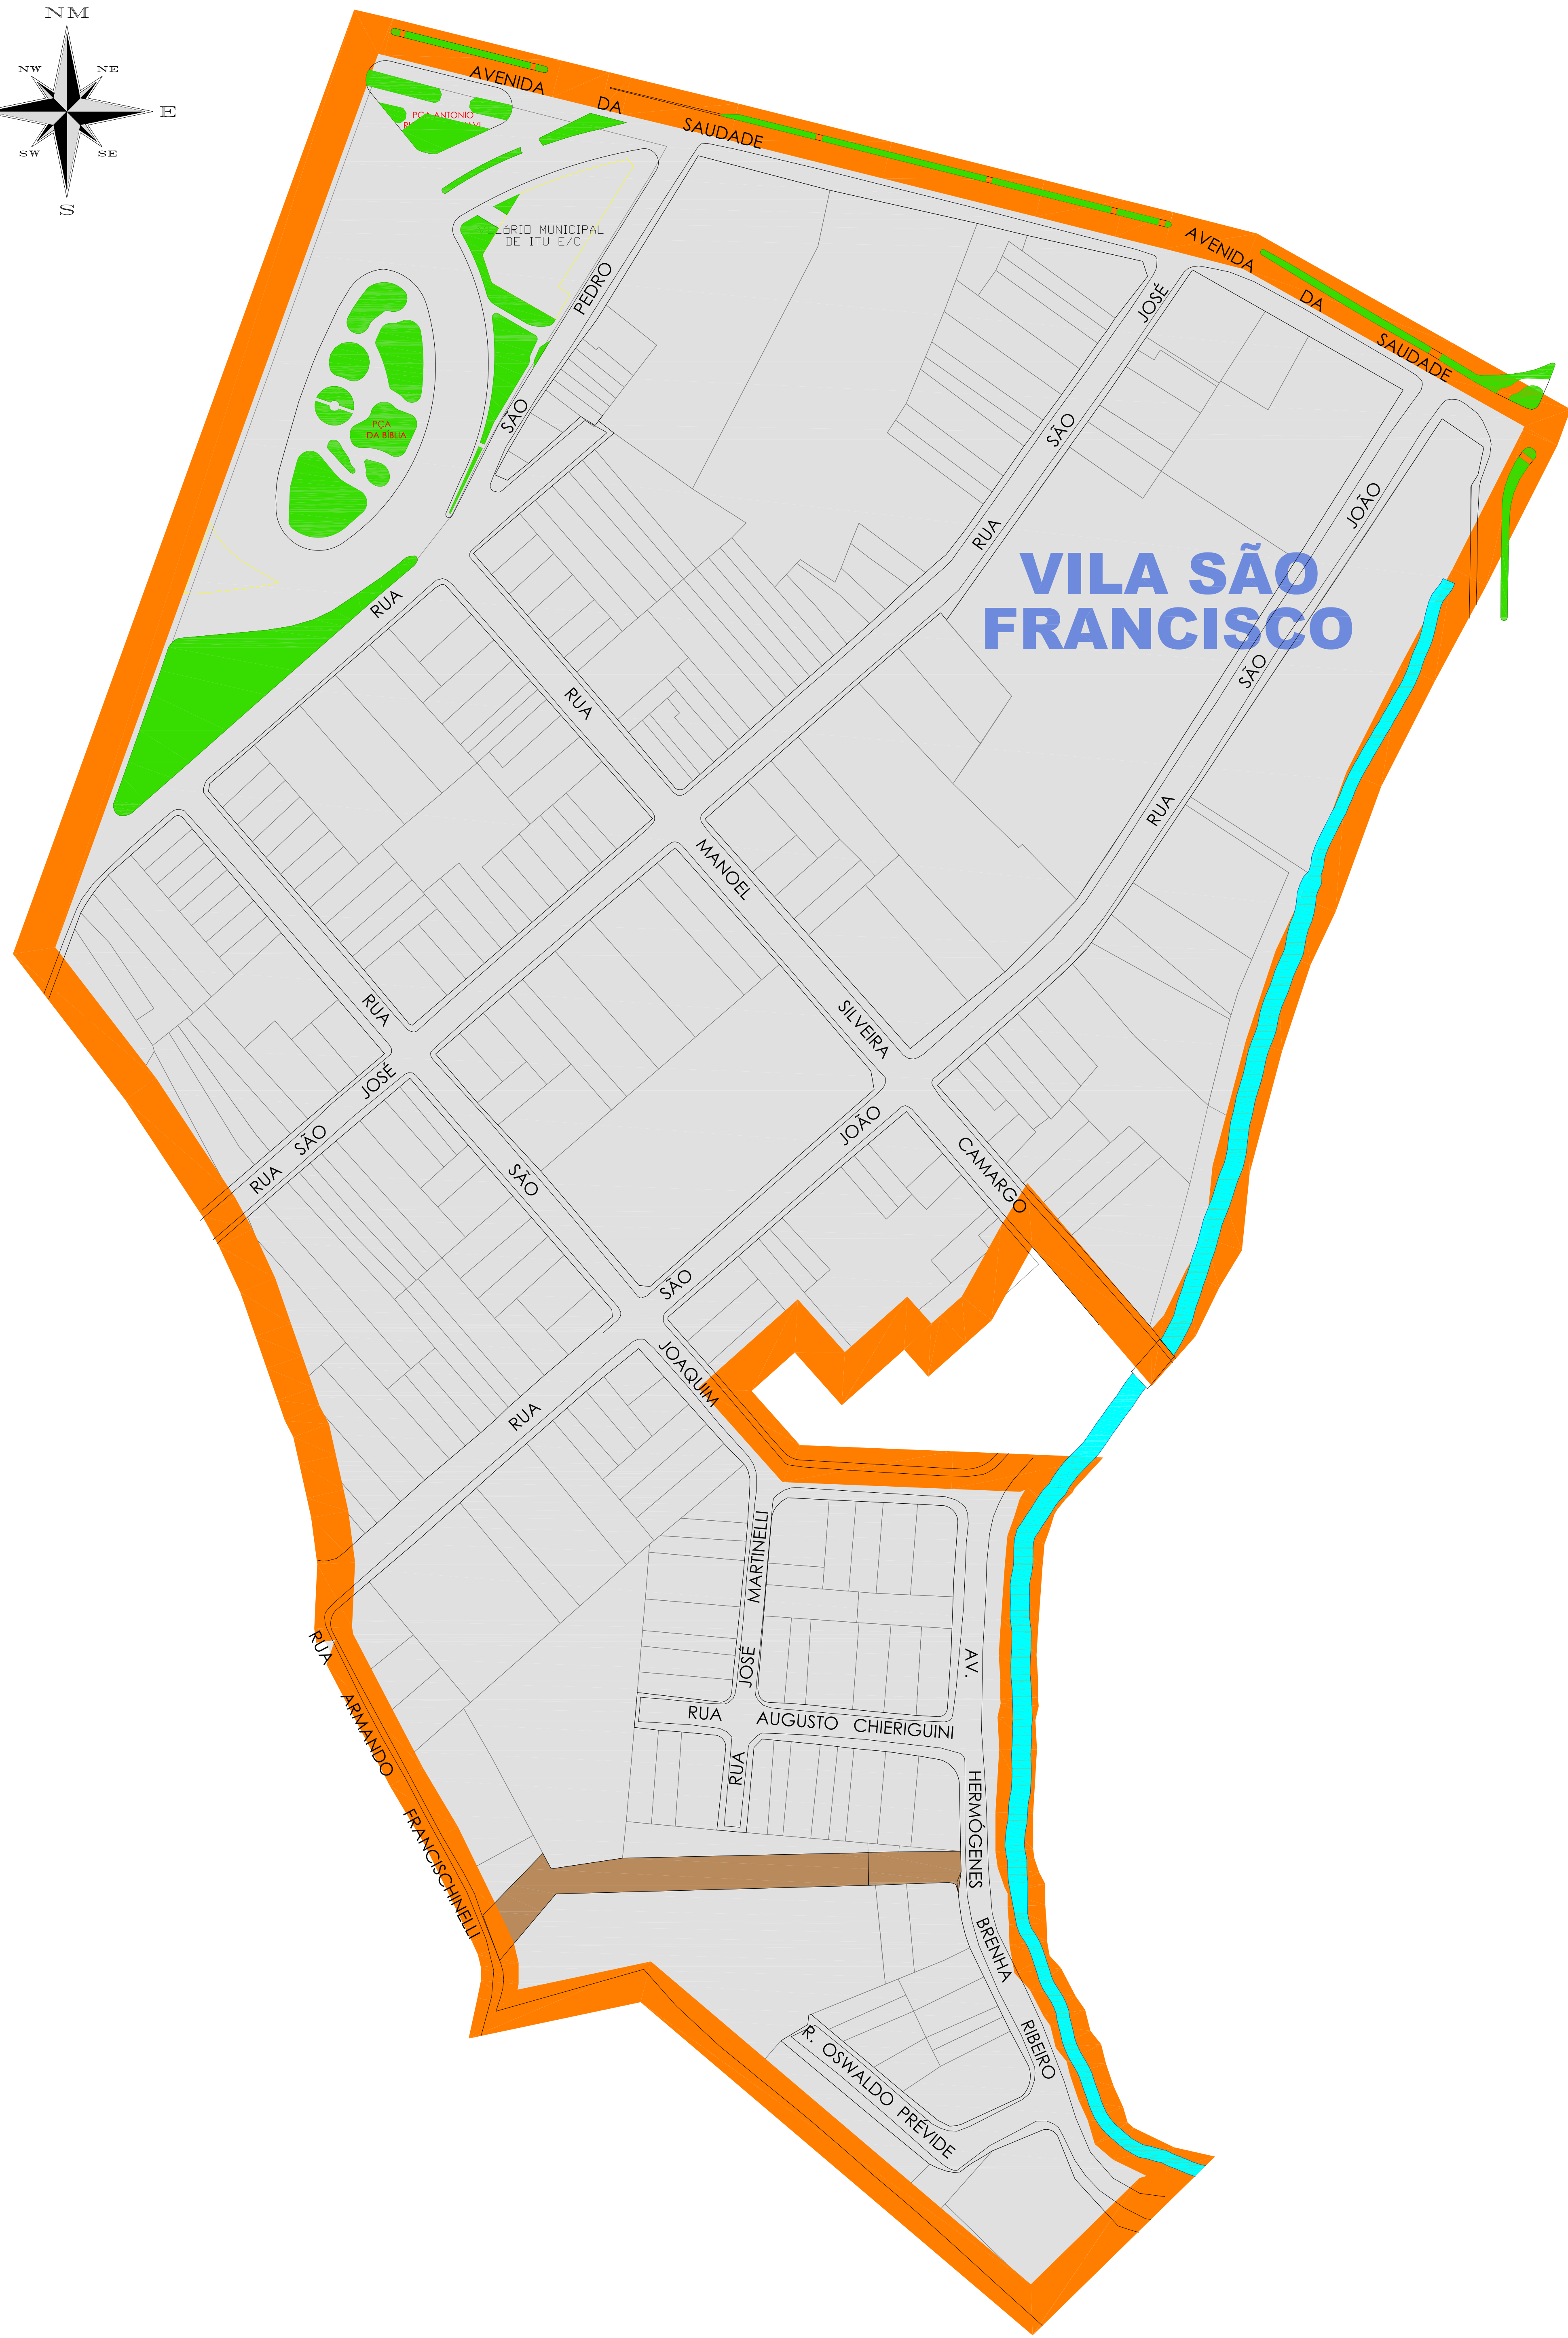 NM
NW
NE
E
SW
SE
S
AVENIDA DA SAUDADE
PÇA ANTONIO
MUNICIPAL
DE ITU E/C
AVENIDA DA SAUDADE
PÇA
DA BÍBLIA
RUA SÃO PEDRO
RUA SÃO JOSÉ
RUA SÃO JOÃO
VILA SÃO
FRANCISCO
RUA MANOEL SILVEIRA CAMARGO
RUA SÃO JOAQUIM
RUA SÃO JOSÉ
RUA SÃO JOÃO
RUA JOSÉ MARTINELLI
RUA AUGUSTO CHIERIGUINI
AV. HERMÓGENES BRENHA RIBEIRO
RUA ARMANDO FRANCISCHINELLI
R. OSWALDO PRÉVIDE